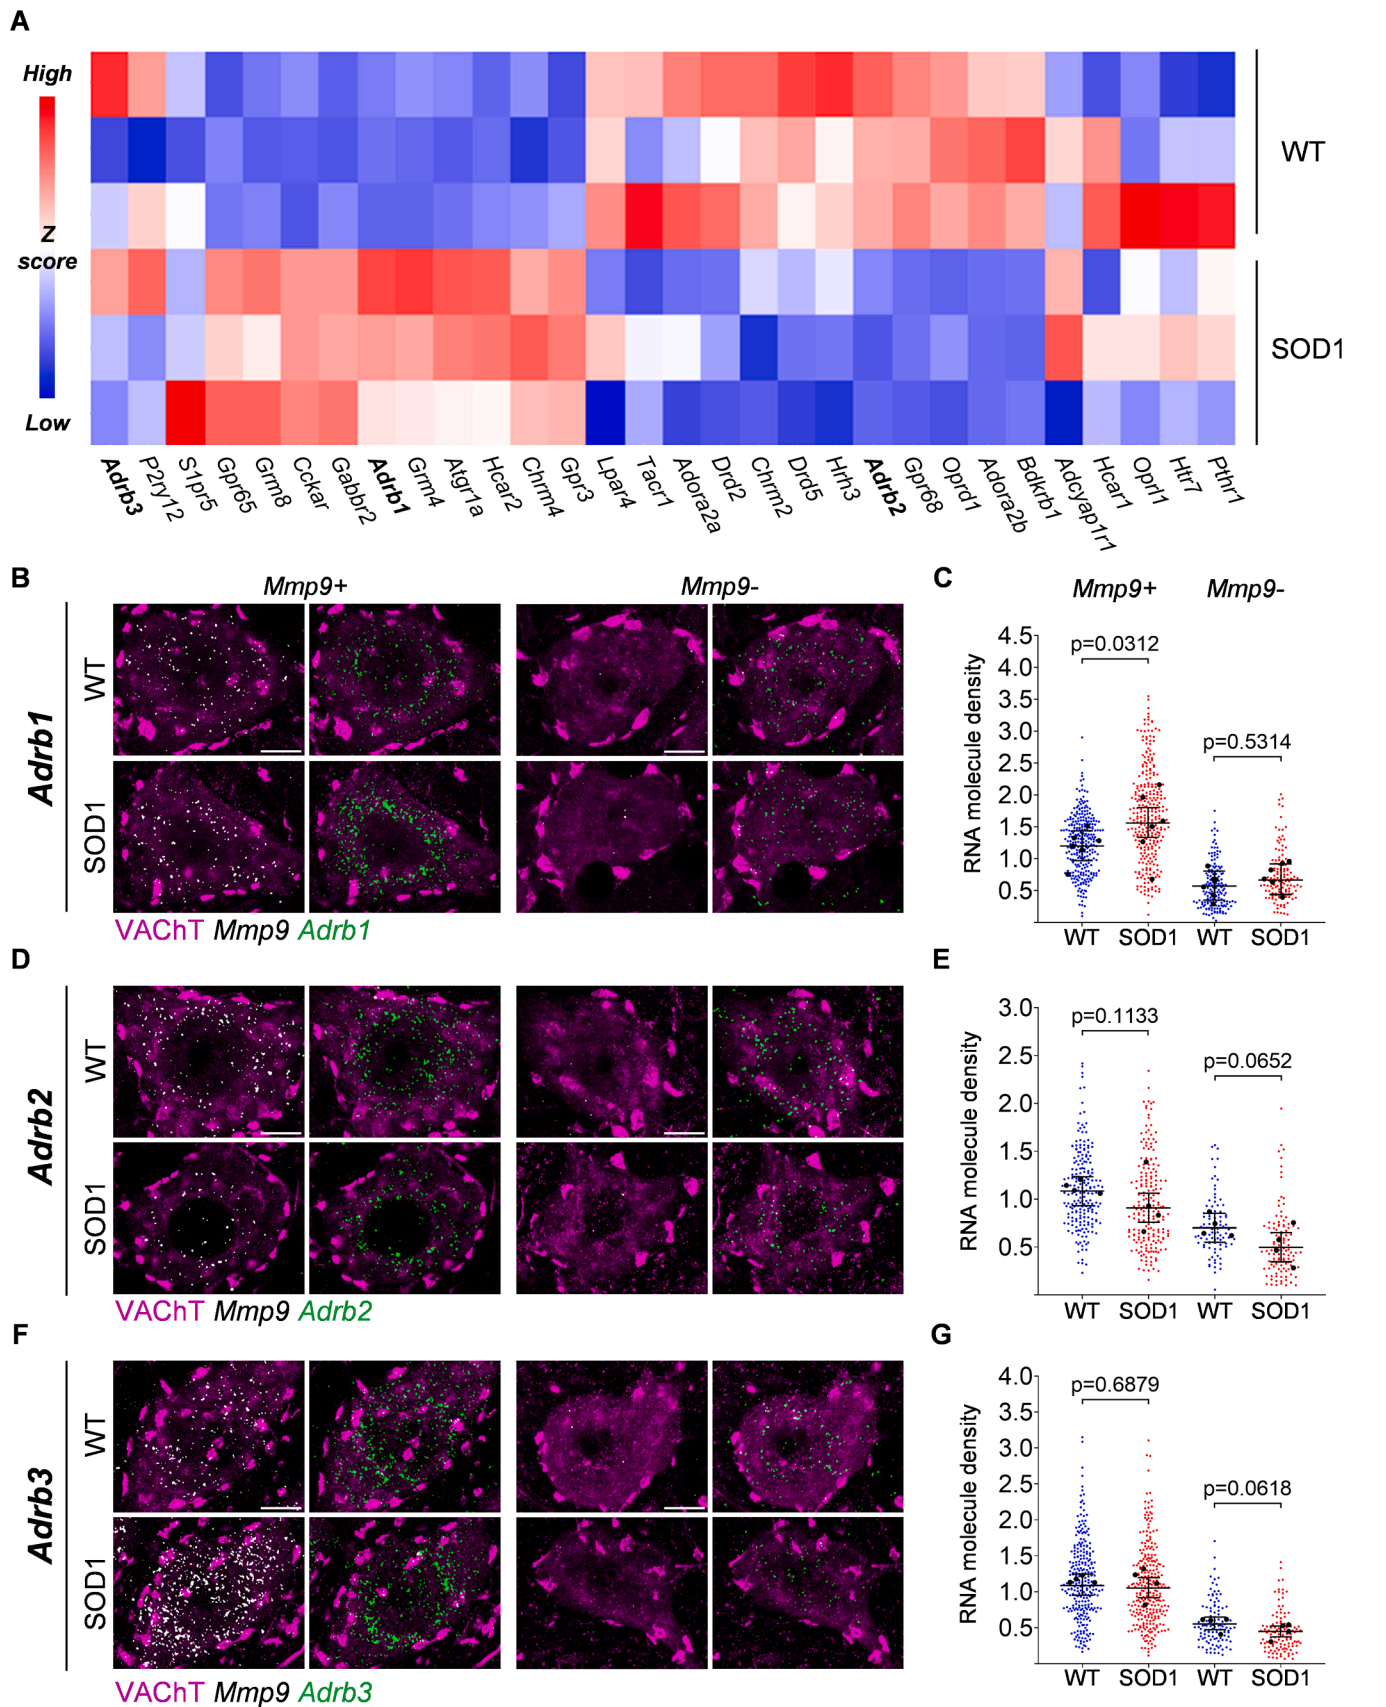 A
High
Z
score
Low
WT
SOD1
Adrb3 P2ry12 S1pr5 Gpr65 Grm8 Cckar Gabbr2 Adrb1 Grm4 Atgr1a Hcar2 Chrm4 Gpr3 Lpar4 Tacr1 Adora2a Drd2 Chrm2 Drd5 Hrh3 Adrb2 Gpr68 Oprd1 Adora2b Bdkrb1 Adcyap1r1 Hcar1 Oprl1 Htr7 Pthr1
B
Mmp9+ Mmp9-
Adrb1
WT
SOD1
VAChT Mmp9 Adrb1
C
Mmp9+ Mmp9-
RNA molecule density
4.5
4.0
3.5
3.0
2.5
2.0
1.5
1.0
0.5
p=0.0312
p=0.5314
WT SOD1 WT SOD1
D
Adrb2
WT
SOD1
VAChT Mmp9 Adrb2
E
RNA molecule density
3.0
2.5
2.0
1.5
1.0
0.5
p=0.1133
p=0.0652
WT SOD1 WT SOD1
F
Adrb3
WT
SOD1
VAChT Mmp9 Adrb3
G
RNA molecule density
4.0
3.5
3.0
2.5
2.0
1.5
1.0
0.5
p=0.6879
p=0.0618
WT SOD1 WT SOD1